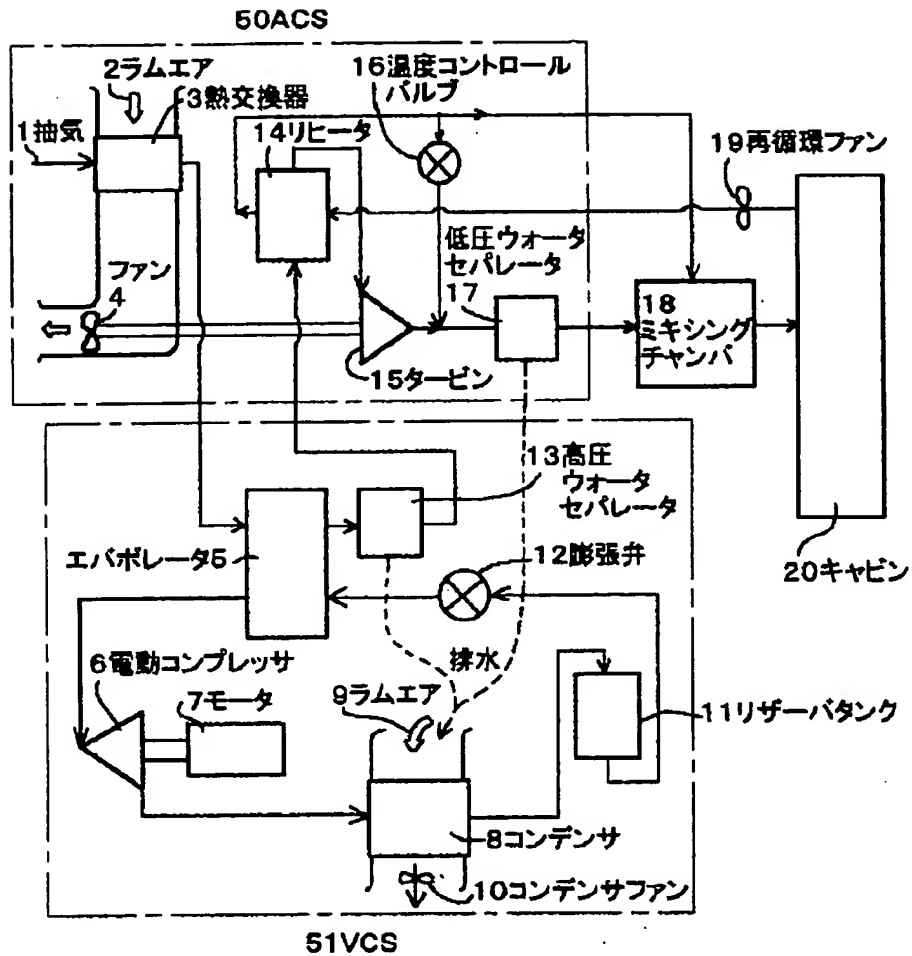 50ACS
2ラムエア
3熱交換器
1抽気
14リヒータ
16温度コントロール
バルブ
19再循環ファン
ファン
4
低圧ウォータ
セパレータ
17
15タービン
18
ミキシング
チャンバ
20キャビン
エバポレータ5
13高圧
ウォータ
セパレータ
12膨張弁
6電動コンプレッサ
7モータ
排水
9ラムエア
11リザーバタンク
8コンデンサ
10コンデンサファン
51VCS